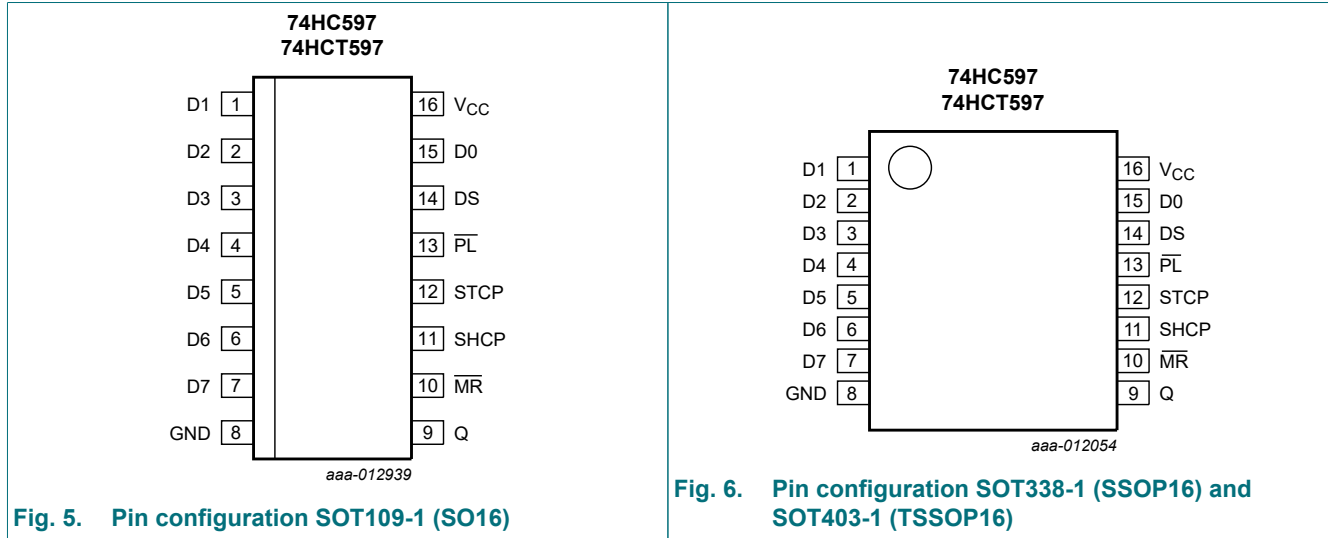 74HC597
74HCT597
D1 1 16 VCC
D2 2 15 D0
D3 3 14 DS
D4 4 13 P̅L̅
D5 5 12 STCP
D6 6 11 SHCP
D7 7 10 M̅R̅
GND 8 9 Q
aaa-012939
Fig. 5. Pin configuration SOT109-1 (SO16)
74HC597
74HCT597
D1 1 16 VCC
D2 2 15 D0
D3 3 14 DS
D4 4 13 P̅L̅
D5 5 12 STCP
D6 6 11 SHCP
D7 7 10 M̅R̅
GND 8 9 Q
aaa-012054
Fig. 6. Pin configuration SOT338-1 (SSOP16) and
SOT403-1 (TSSOP16)